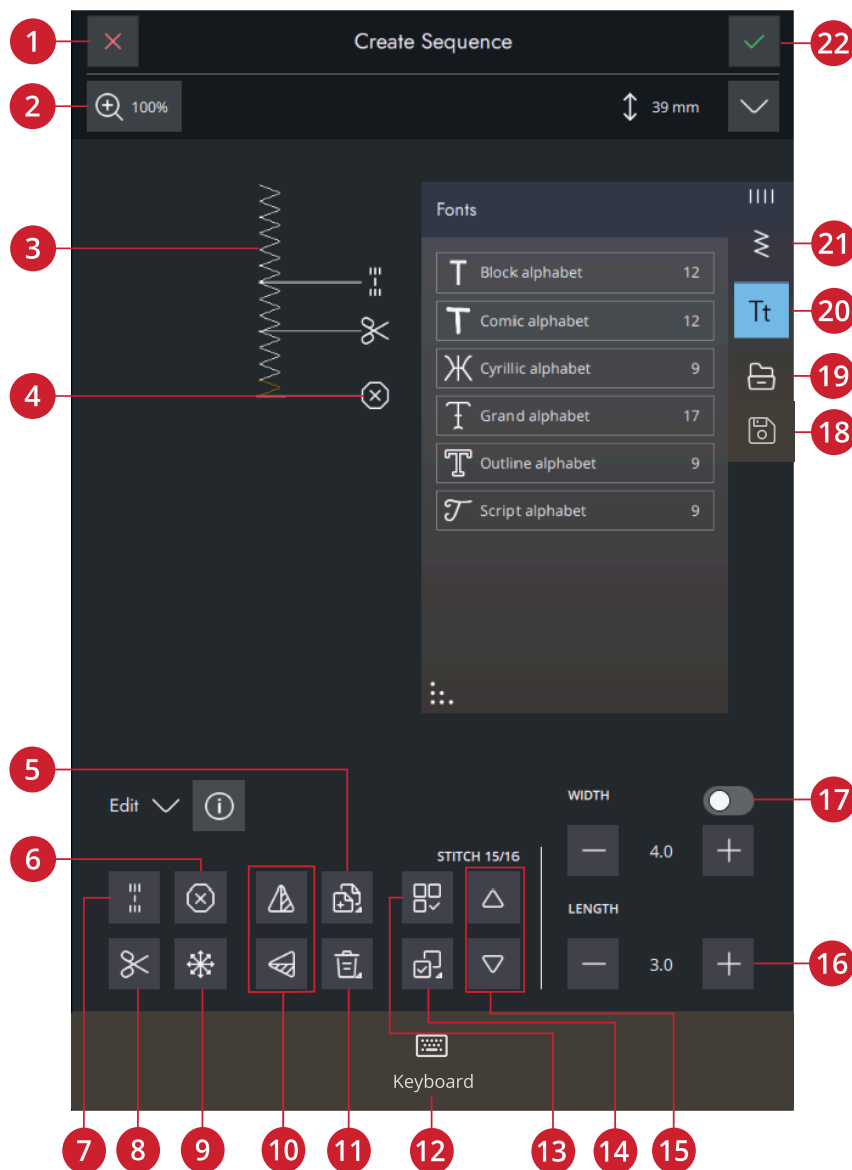 1
Create Sequence
22
2
100%
39 mm
3
Fonts
21
Block alphabet 12
Tt
20
Comic alphabet 12
Cyrillic alphabet 9
19
4
Grand alphabet 17
18
Outline alphabet 9
Script alphabet 9
5
Edit
WIDTH
17
6
STITCH 15/16
4.0
LENGTH
3.0
16
Keyboard
7
8
9
10
11
12
13
14
15